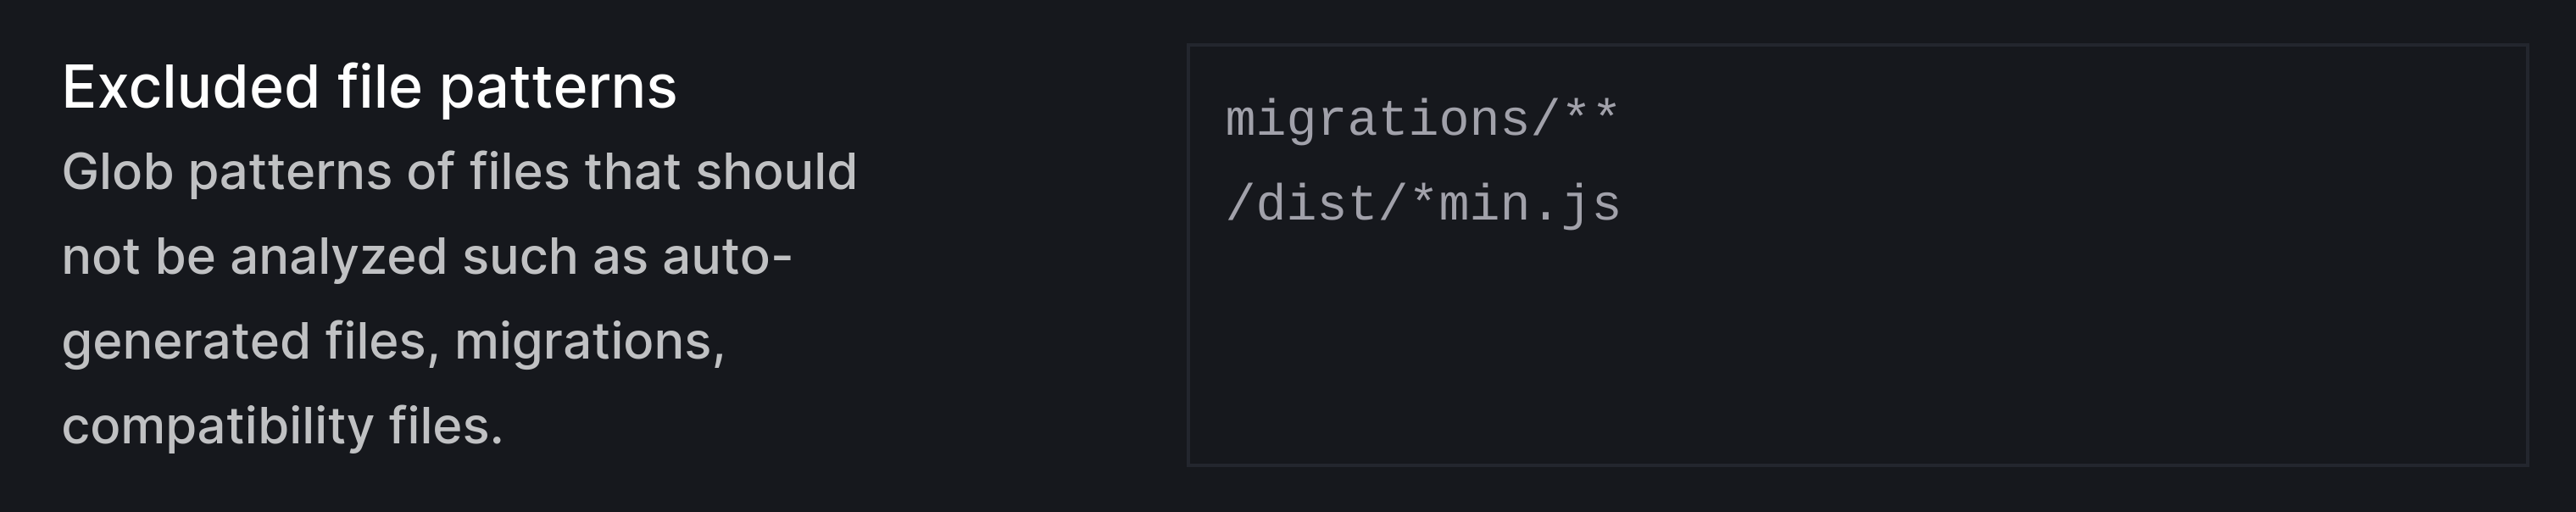 Excluded file patterns
Glob patterns of files that should
not be analyzed such as auto-
generated files, migrations,
compatibility files.
migrations/**
/dist/*min.js